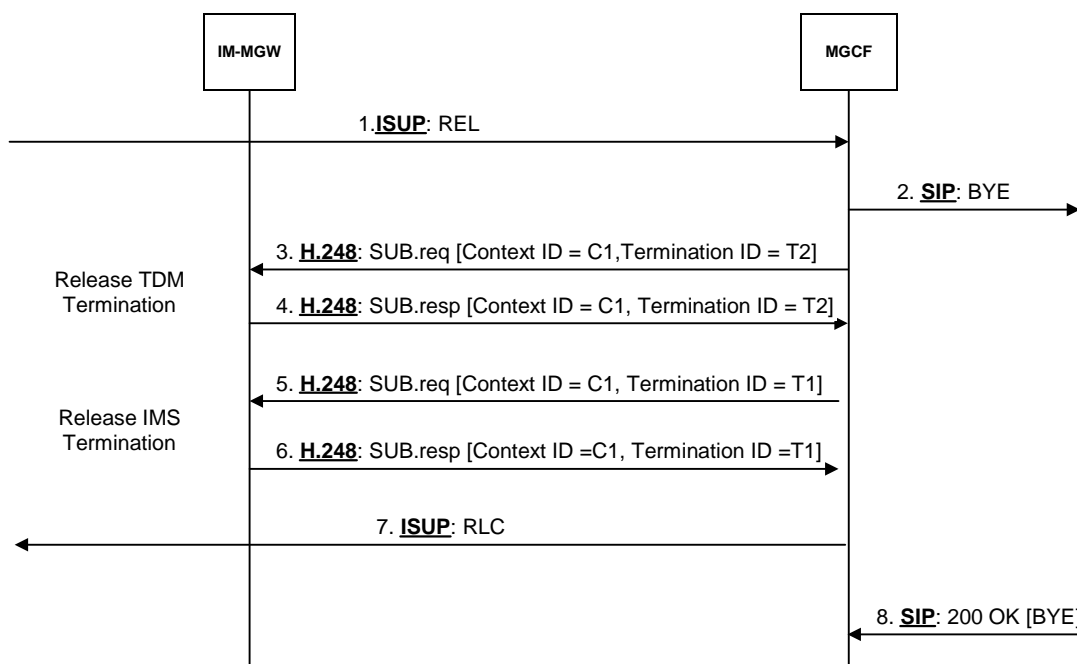 IM-MGW
MGCF
1.ISUP: REL
2. SIP: BYE
3. H.248: SUB.req [Context ID = C1,Termination ID = T2]
Release TDM
Termination
4. H.248: SUB.resp [Context ID = C1, Termination ID = T2]
5. H.248: SUB.req [Context ID = C1, Termination ID = T1]
Release IMS
Termination
6. H.248: SUB.resp [Context ID =C1, Termination ID =T1]
7. ISUP: RLC
8. SIP: 200 OK [BYE]